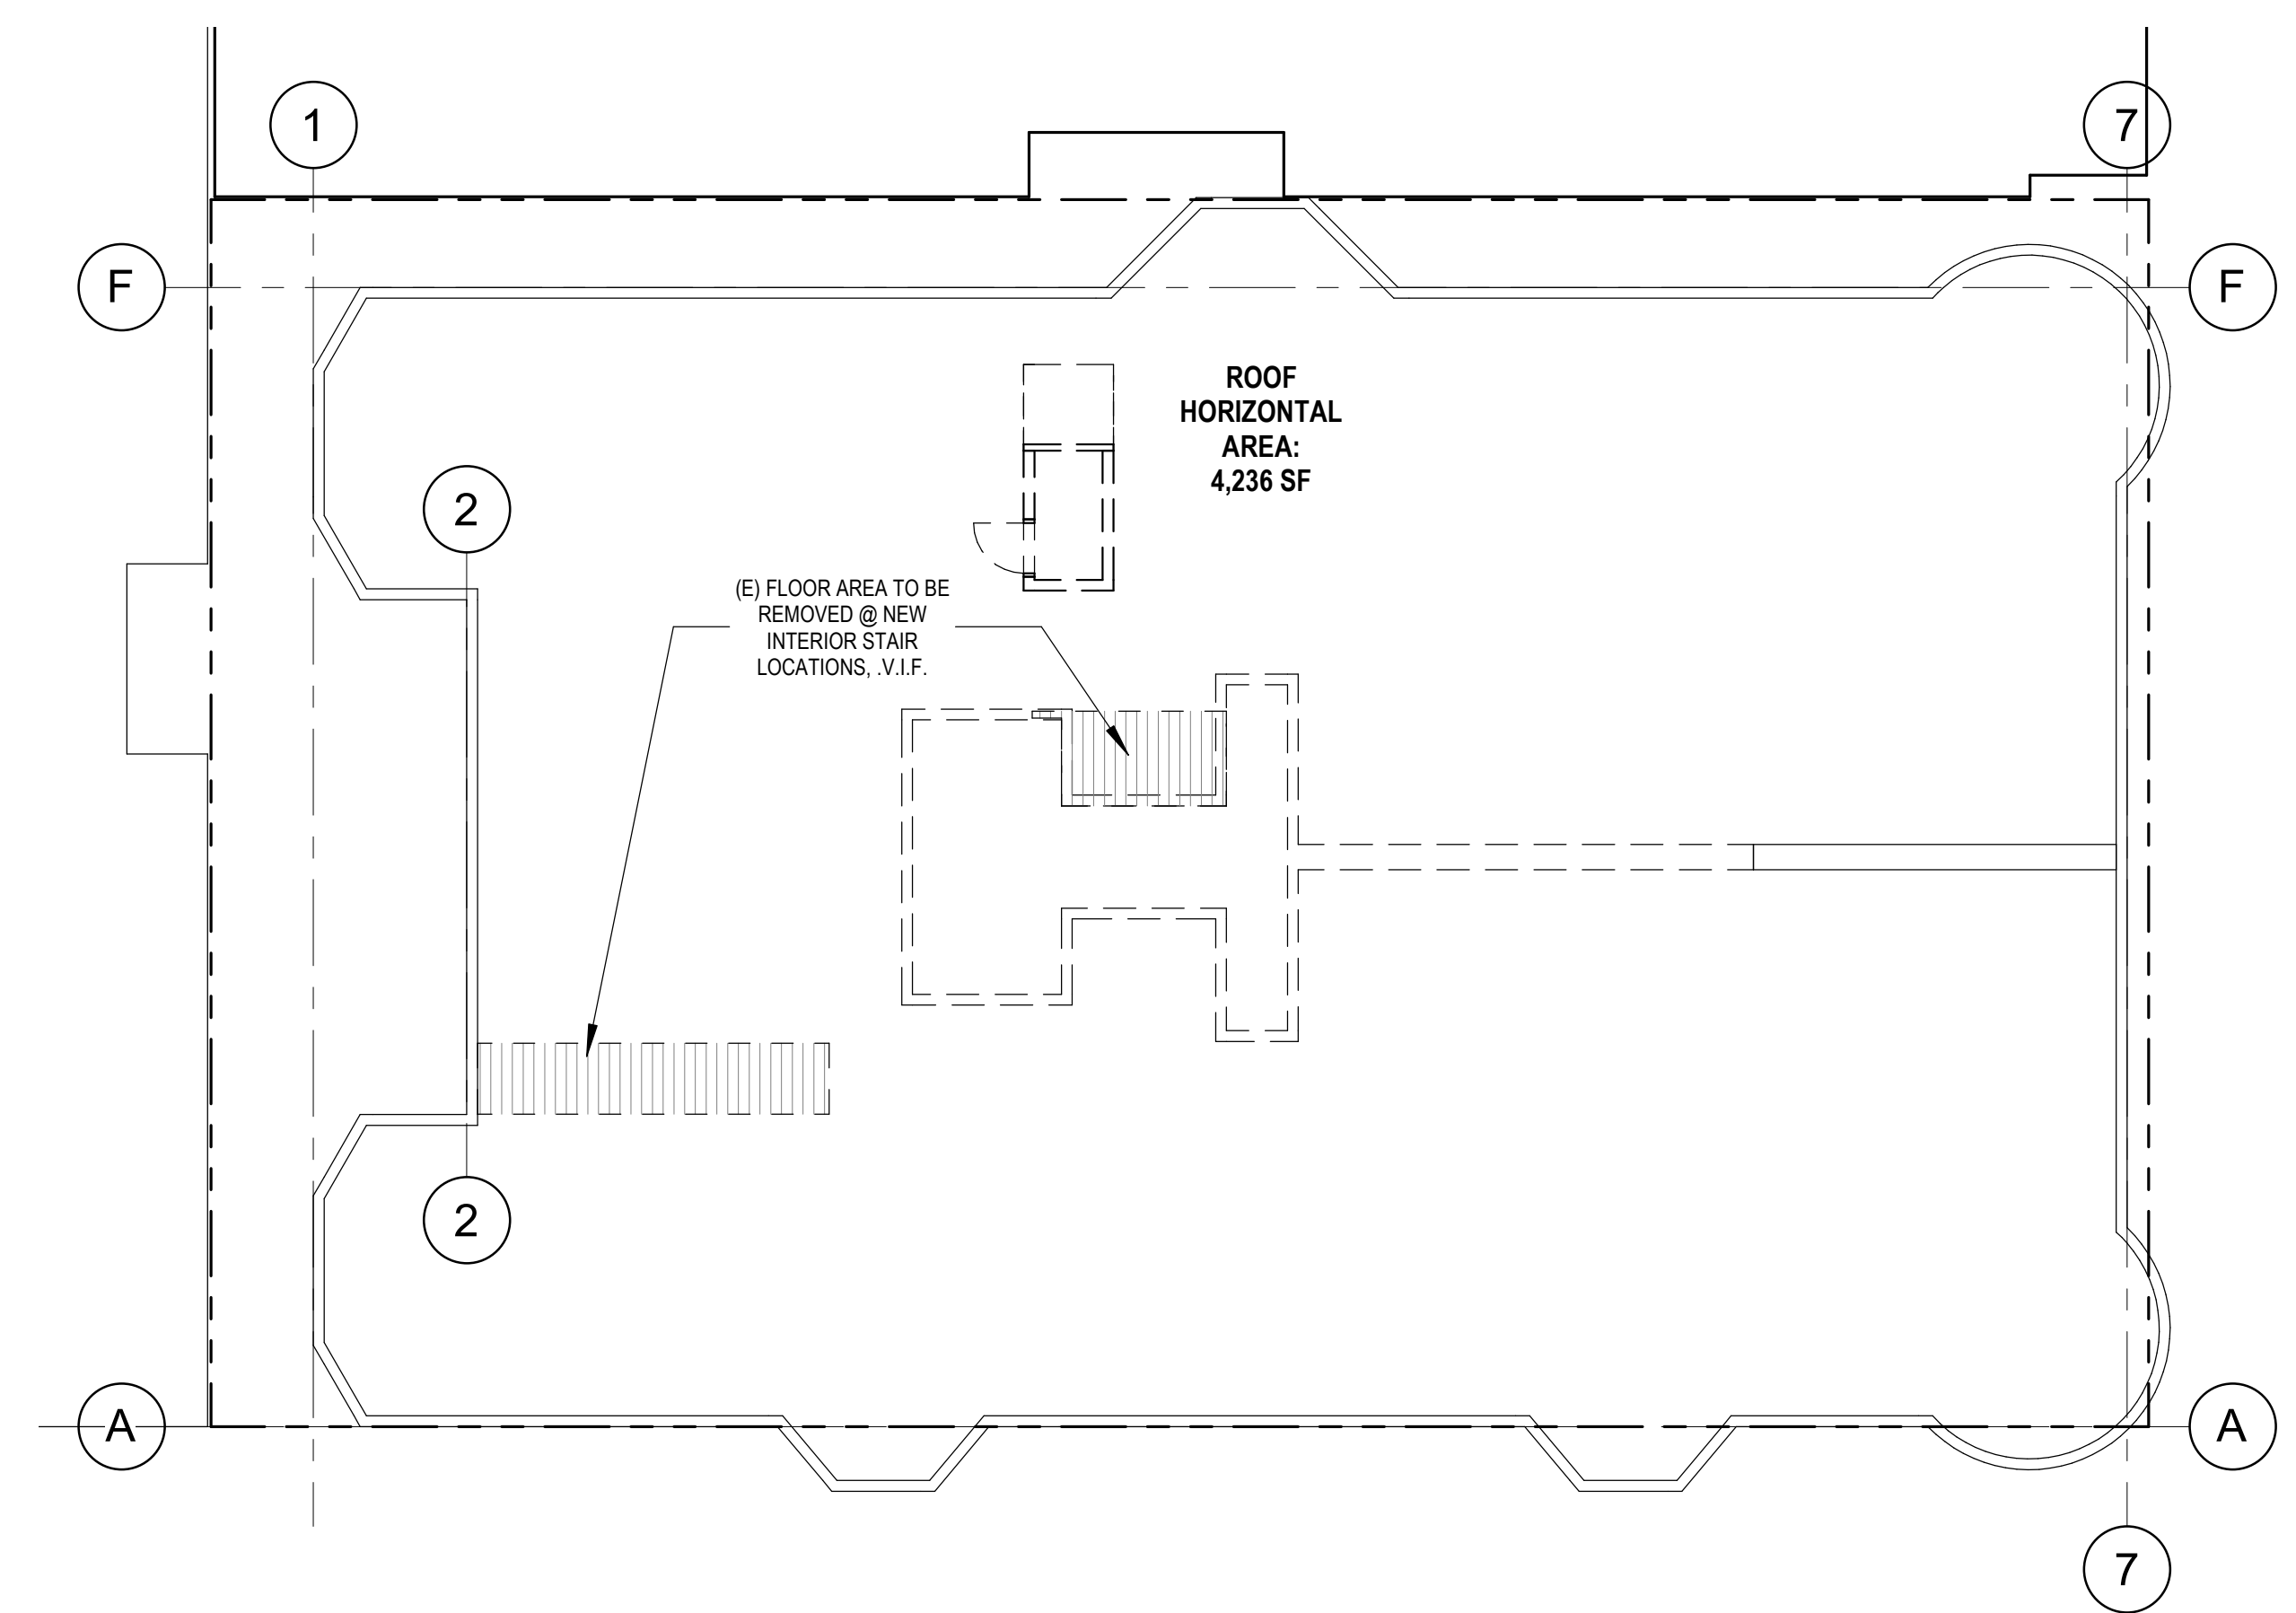 1
7
F
F
ROOF
HORIZONTAL
AREA:
4,236 SF
2
(E) FLOOR AREA TO BE
REMOVED @ NEW
INTERIOR STAIR
LOCATIONS, .V.I.F.
2
A
A
7